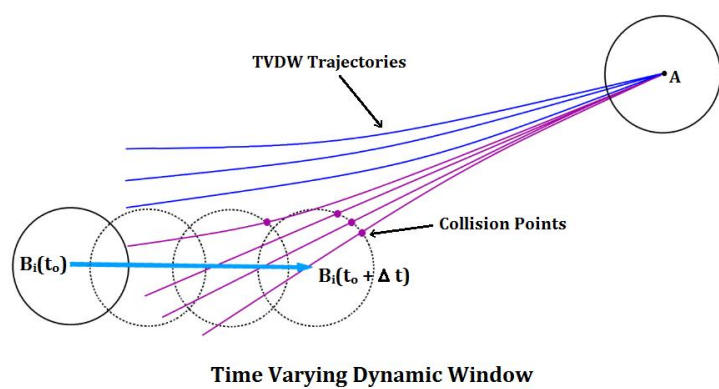 TVDW Trajectories
A
Collision Points
Bᵢ(tₒ)
Bᵢ(tₒ + Δ t)
Time Varying Dynamic Window